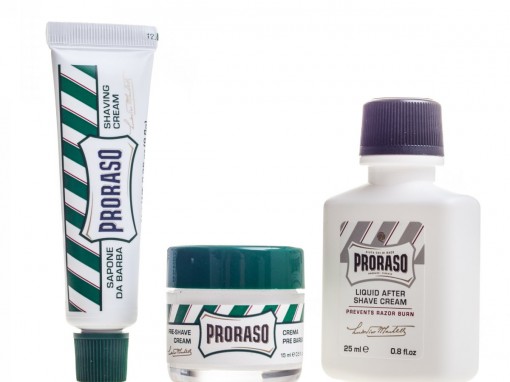 PRORASO
SHAVING
CREAM
SAPONE
DA BARBA
PRE-SHAVE
CREAM
PRORASO
CREMA
PRE BARBA
PRORASO
LIQUID AFTER
SHAVE CREAM
PREVENTS RAZOR BURN
25 ml e 0.8 fl.oz